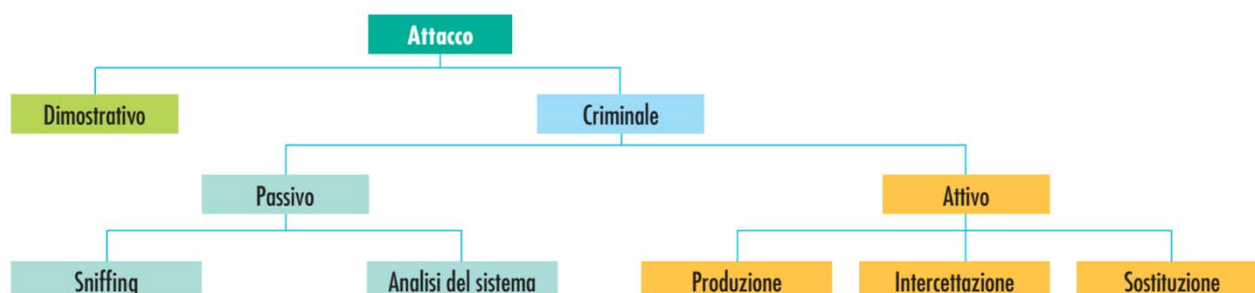 Attacco
Dimostrativo
Criminale
Passivo
Attivo
Sniffing
Analisi del sistema
Produzione
Intercettazione
Sostituzione